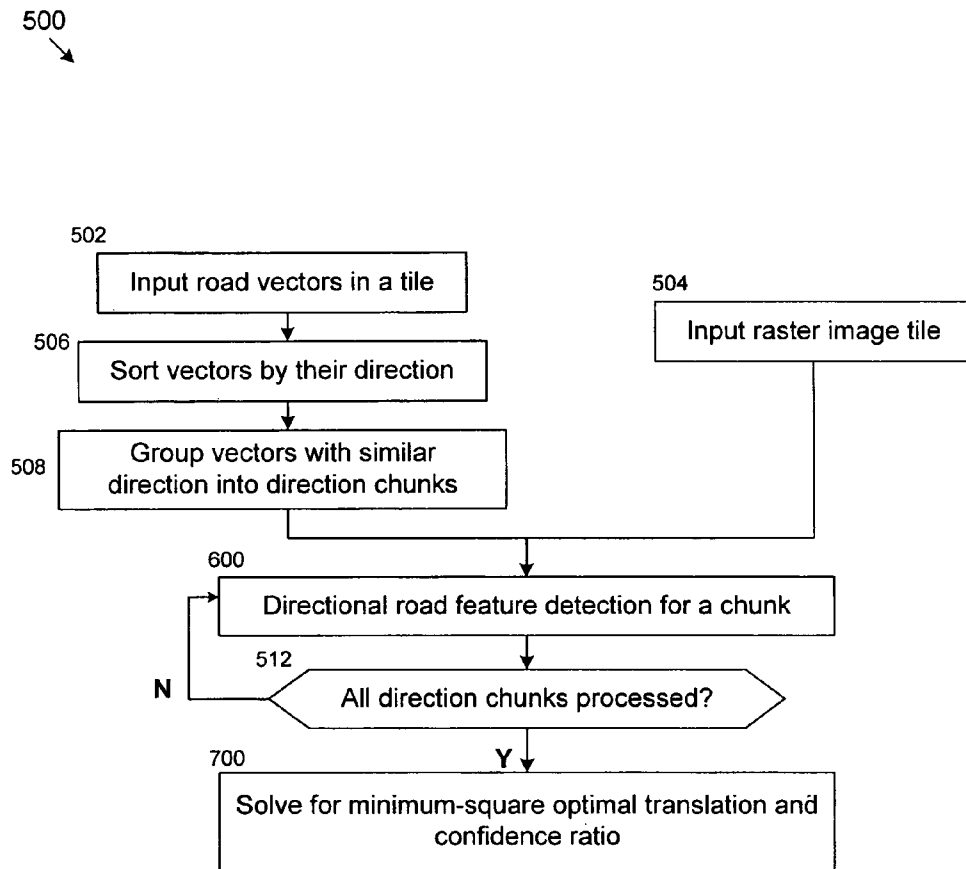 500
502
Input road vectors in a tile
504
Input raster image tile
506
Sort vectors by their direction
508
Group vectors with similar
direction into direction chunks
600
Directional road feature detection for a chunk
512
N
All direction chunks processed?
Y
700
Solve for minimum-square optimal translation and
confidence ratio